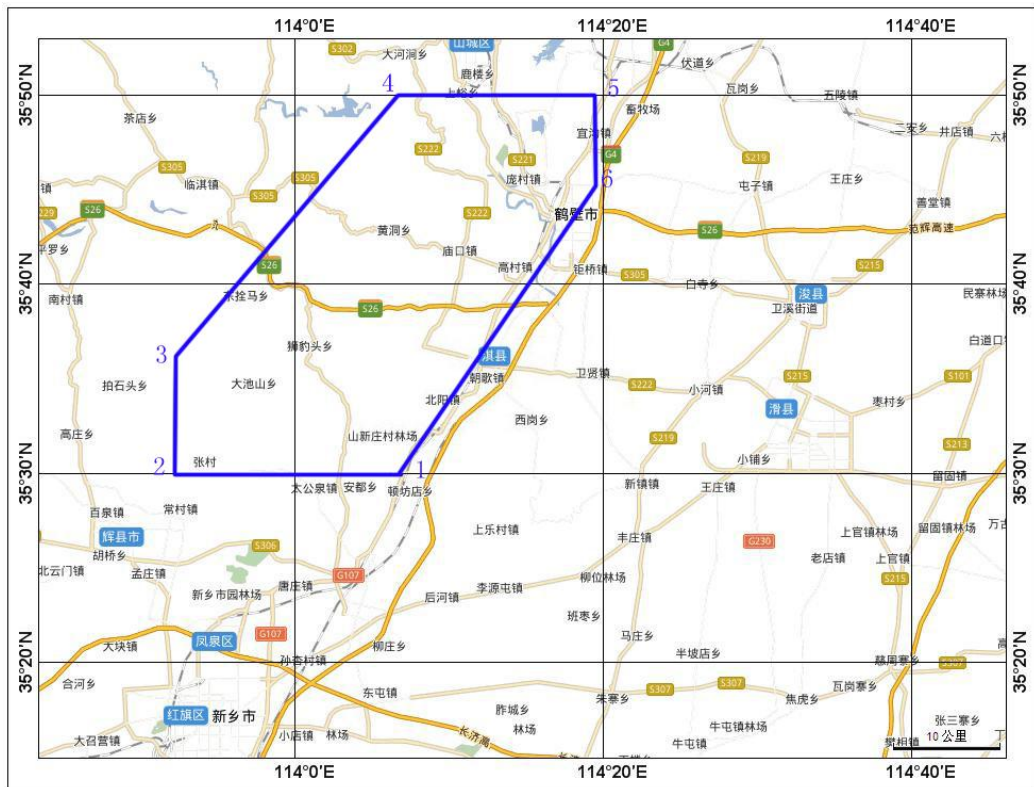 114°0'E
114°20'E
114°40'E
S302
大河涧乡
山城区
G4
伏道乡
鹿楼乡
瓦岗乡
35°50'N
4
上峪乡
5
五陵镇
35°50'N
畜牧场
茶店乡
宜沟镇
二安乡
井店镇
S222
S221
G4
S219
S305
临淇镇
S305
S305
庞村镇
6
屯子镇
王庄乡
S26
S222
鹤壁市
善堂镇
黄洞乡
S26
范辉高速
平罗乡
庙口镇
S26
高村镇
钜桥镇
S305
S215
35°40'N
白寺乡
浚县
35°40'N
南村镇
东拴马乡
S26
卫溪街道
民寨林场
狮豹头乡
淇县
白道口
3
卫贤镇
朝歌镇
S222
小河镇
S215
S101
拍石头乡
大池山乡
北阳镇
枣村乡
滑县
西岗乡
高庄乡
山新庄村林场
S219
S213
张村
小铺乡
35°30'N
2
1
留固镇
35°30'N
太公泉镇
安都乡
顿坊店乡
新镇镇
王庄镇
百泉镇
常村镇
上乐村镇
上官镇林场
留固镇林场
万古
辉县市
S306
丰庄镇
G230
胡桥乡
老店镇
上官镇
北云门镇
孟庄镇
G107
柳位林场
S215
唐庄镇
李源屯镇
新乡市园林场
后河镇
班枣乡
凤泉区
G107
马庄乡
大块镇
柳庄乡
半坡店乡
35°20'N
孙杏村镇
慈周寨乡
S307
35°20'N
合河乡
东屯镇
S307
S307
瓦岗寨乡
朱寨乡
焦虎乡
红旗区
新乡市
胙城乡
张三寨乡
林场
牛屯镇林场
大召营镇
小店镇
林场
长济高
牛屯镇
樊相镇
10公里
114°0'E
114°20'E
114°40'E